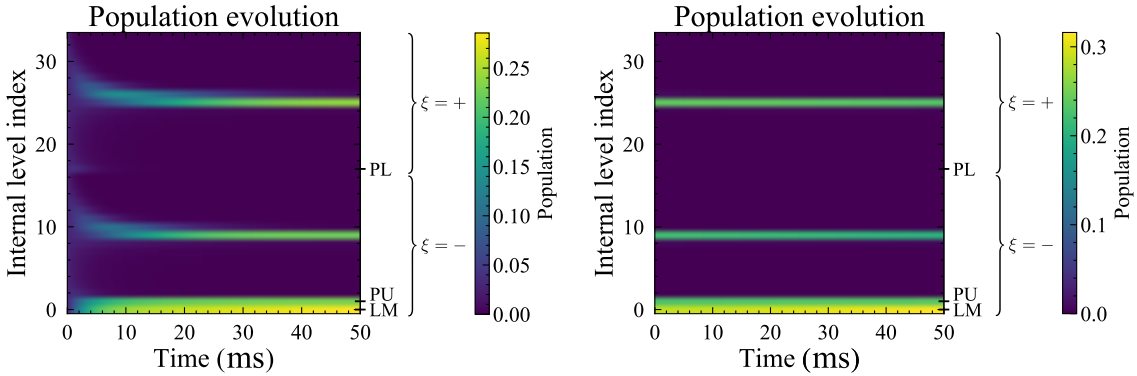 Population evolution
Internal level index
30
20
10
0
0 10 20 30 40 50
Time (ms)
ξ = +
PL
ξ = −
PU
LM
0.25
0.20
0.15
0.10
0.05
0.00
Population
Population evolution
Internal level index
30
20
10
0
0 10 20 30 40 50
Time (ms)
ξ = +
PL
ξ = −
PU
LM
0.3
0.2
0.1
0.0
Population